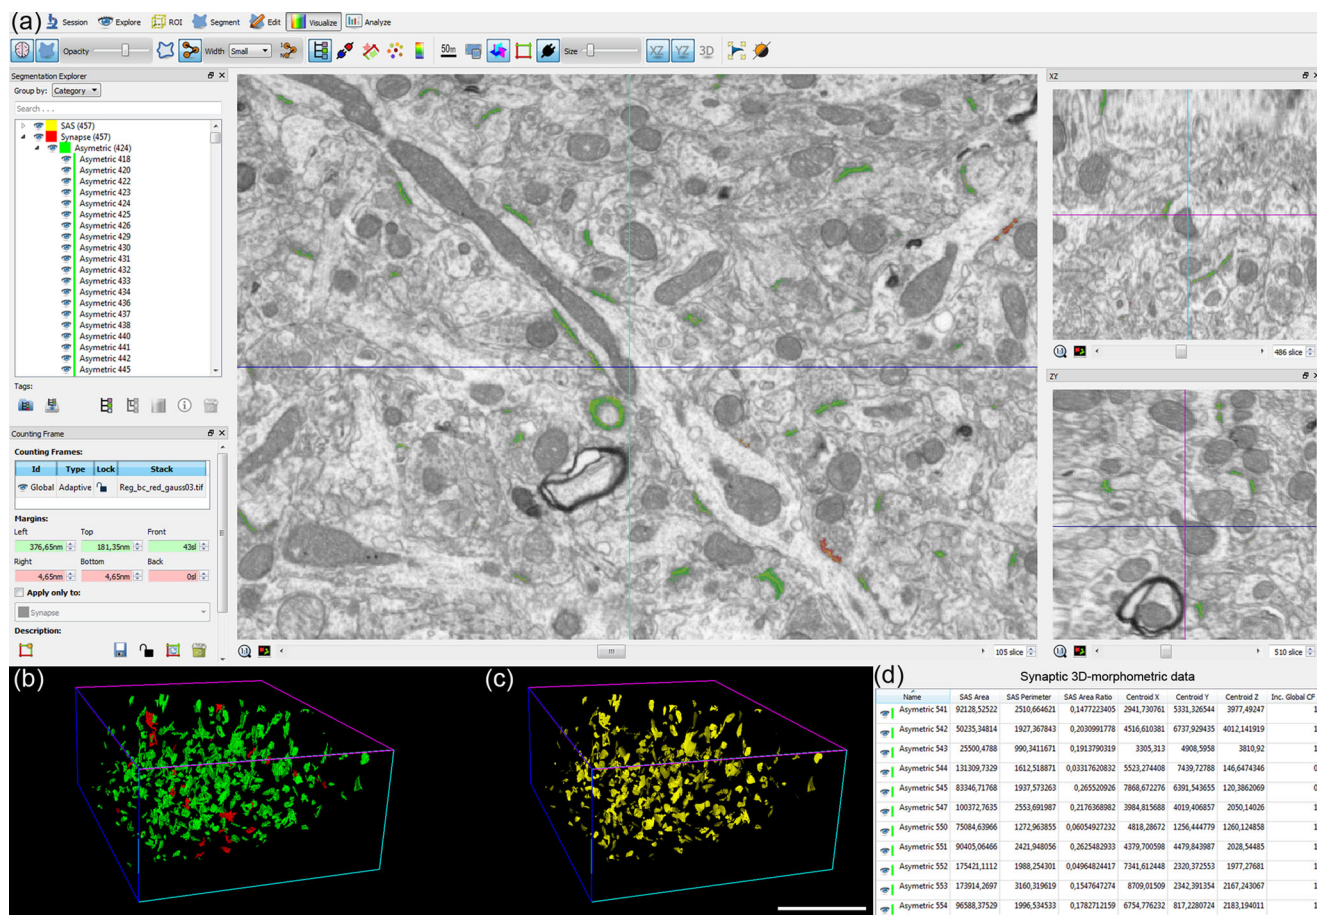 (a)
Session Explore ROI Segment Edit Visualize Analyze
Opacity Width Small 50m Size XZ YZ 3D
Segmentation Explorer
Group by: Category
Search . . .
SAS (457)
Synapse (457)
Asymetric (424)
Asymetric 418
Asymetric 420
Asymetric 422
Asymetric 423
Asymetric 424
Asymetric 425
Asymetric 426
Asymetric 429
Asymetric 430
Asymetric 431
Asymetric 432
Asymetric 433
Asymetric 434
Asymetric 436
Asymetric 437
Asymetric 438
Asymetric 440
Asymetric 441
Asymetric 442
Asymetric 445
Tags:
Counting Frame
Counting Frames:
Id Type Lock Stack
Global Adaptive Reg_bc_red_gauss03.tif
Margins:
Left Top Front
376,65nm 181,35nm 43sl
Right Bottom Back
4,65nm 4,65nm 0sl
Apply only to:
Synapse
Description:
1:1 105 slice
XZ
1:1 486 slice
ZY
1:1 510 slice
(b)
(c)
(d)
Synaptic 3D-morphometric data
Name SAS Area SAS Perimeter SAS Area Ratio Centroid X Centroid Y Centroid Z Inc. Global CF
Asymetric 541 92128,52522 2510,664621 0,1477223405 2941,730761 5331,326544 3977,49247 1
Asymetric 542 50235,34814 1927,367843 0,2030991778 4516,610381 6737,929435 4012,141919 1
Asymetric 543 25500,4788 990,3411671 0,1913790319 3305,313 4908,5958 3810,92 1
Asymetric 544 131309,7329 1612,518871 0,03317620832 5523,274408 7439,72788 146,6474346 0
Asymetric 545 83346,71768 1937,573263 0,265520926 7868,672276 6391,543655 120,3862069 0
Asymetric 547 100372,7635 2553,691987 0,2176368982 3984,815688 4019,406857 2050,14026 1
Asymetric 550 75084,63966 1272,963855 0,06054927232 4818,28672 1256,444779 1260,124858 1
Asymetric 551 90405,06466 2421,948056 0,2625482933 4379,700598 4479,843987 2028,54485 1
Asymetric 552 175421,1112 1988,254301 0,04964824417 7341,612448 2320,372553 1977,27681 1
Asymetric 553 173914,2697 3160,319619 0,1547647274 8709,01509 2342,391354 2167,243067 1
Asymetric 554 96588,37529 1996,534533 0,1782712159 6754,776232 817,2280724 2183,194011 1